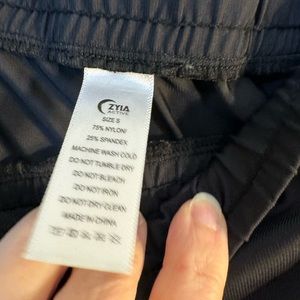 ZYIA
ACTIVE
SIZE S
75% NYLON/
25% SPANDEX
MACHINE WASH COLD
DO NOT TUMBLE DRY
DO NOT BLEACH
DO NOT IRON
DO NOT DRY CLEAN
MADE IN CHINA